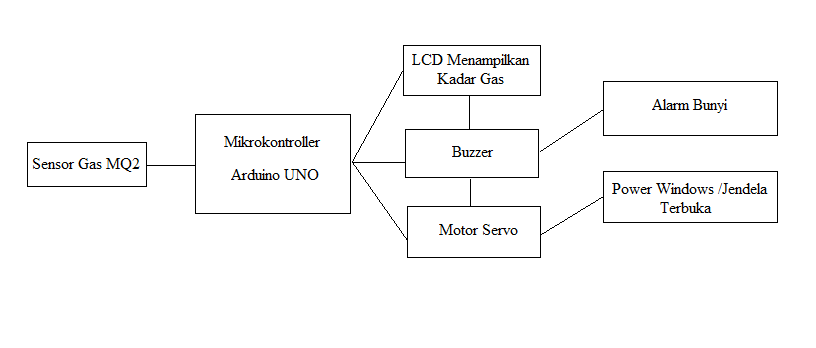 Sensor Gas MQ2
Mikrokontroller
Arduino UNO
LCD Menampilkan
Kadar Gas
Buzzer
Motor Servo
Alarm Bunyi
Power Windows /Jendela
Terbuka